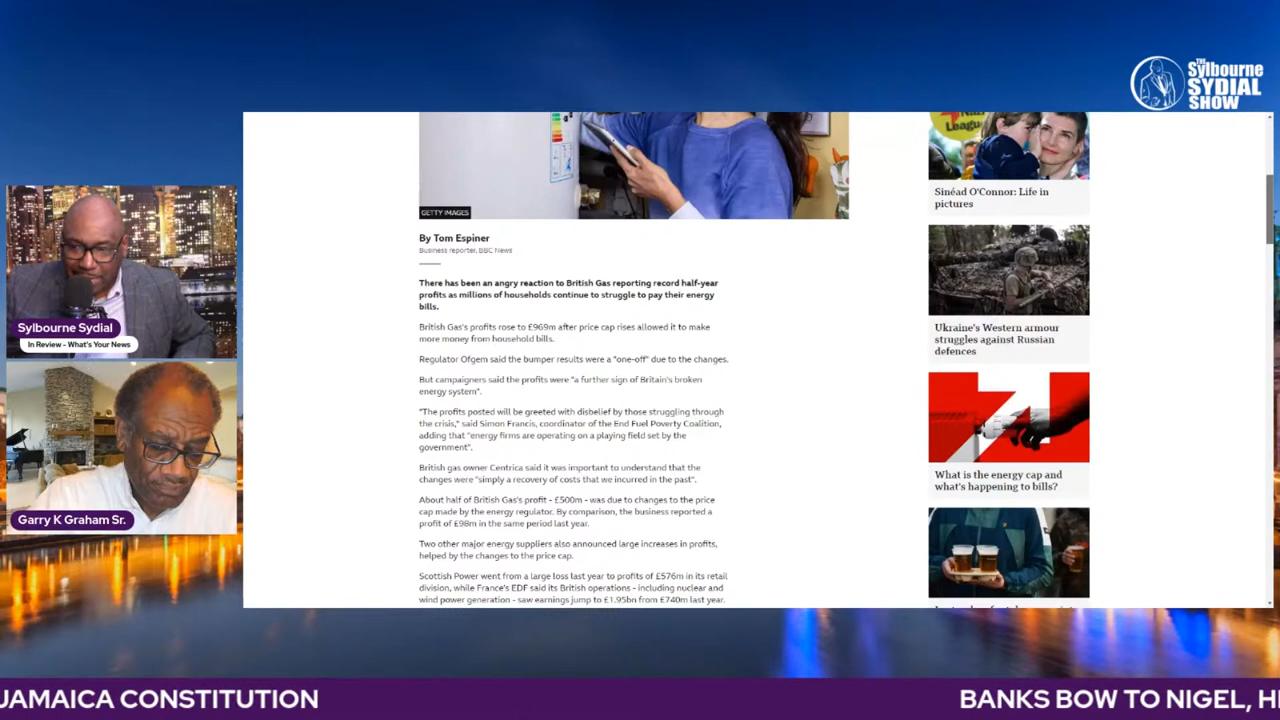 THE
Sylbourne
SYDIAL
SHOW
League
GETTY IMAGES
By Tom Espiner
Business reporter, BBC News
There has been an angry reaction to British Gas reporting record half-year
profits as millions of households continue to struggle to pay their energy
bills.
British Gas's profits rose to £969m after price cap rises allowed it to make
more money from household bills.
Regulator Ofgem said the bumper results were a "one-off" due to the changes.
But campaigners said the profits were "a further sign of Britain's broken
energy system".
"The profits posted will be greeted with disbelief by those struggling through
the crisis," said Simon Francis, coordinator of the End Fuel Poverty Coalition,
adding that "energy firms are operating on a playing field set by the
government".
British gas owner Centrica said it was important to understand that the
changes were "simply a recovery of costs that we incurred in the past".
About half of British Gas's profit - £500m - was due to changes to the price
cap made by the energy regulator. By comparison, the business reported a
profit of £98m in the same period last year.
Two other major energy suppliers also announced large increases in profits,
helped by the changes to the price cap.
Scottish Power went from a large loss last year to profits of £576m in its retail
division, while France's EDF said its British operations - including nuclear and
wind power generation - saw earnings jump to £1.95bn from £740m last year.
Sinéad O'Connor: Life in
pictures
Ukraine's Western armour
struggles against Russian
defences
What is the energy cap and
what's happening to bills?
Sylbourne Sydial
In Review - What's Your News
Garry K Graham Sr.
JAMAICA CONSTITUTION
BANKS BOW TO NIGEL,